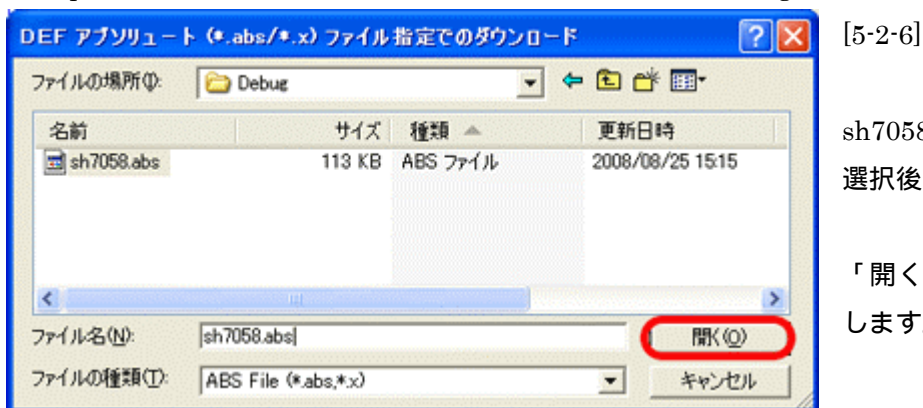 DEF アブソリュート (*.abs/*.x) ファイル指定でのダウンロード
ファイルの場所(I):
Debug
名前 サイズ 種類 更新日時
sh7058.abs 113 KB ABS ファイル 2008/08/25 15:15
ファイル名(N):
sh7058.abs
開く(O)
ファイルの種類(T):
ABS File (*.abs,*.x)
キャンセル
[5-2-6]
sh7058
選択後
「開く
します